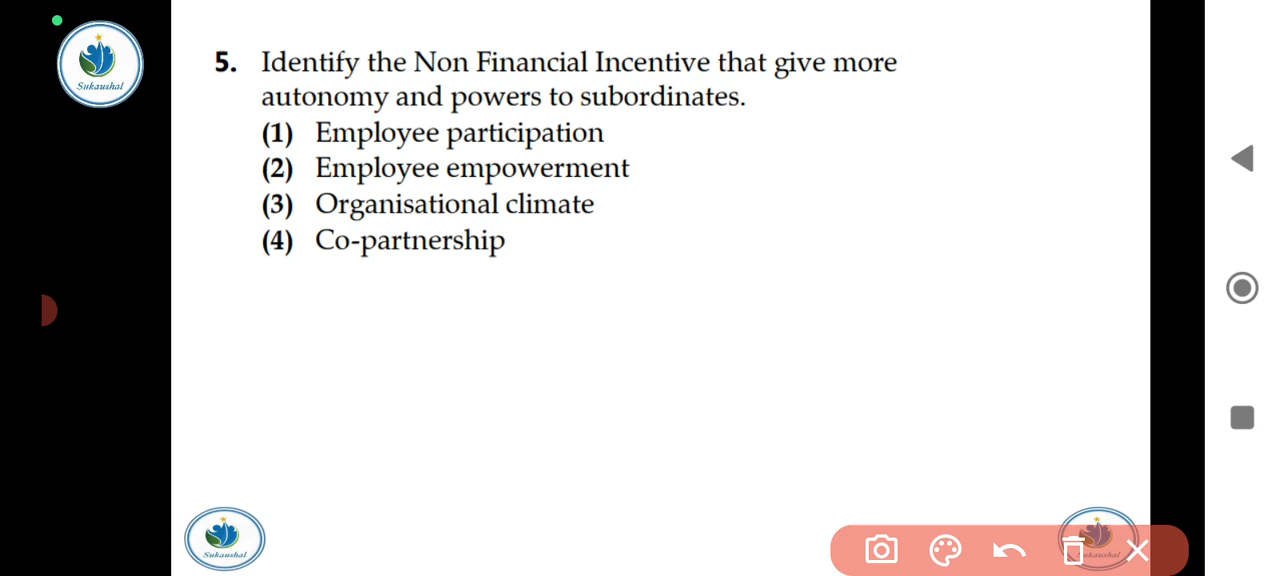 Sukaushal
5. Identify the Non Financial Incentive that give more
autonomy and powers to subordinates.
(1) Employee participation
(2) Employee empowerment
(3) Organisational climate
(4) Co-partnership
Sukaushal